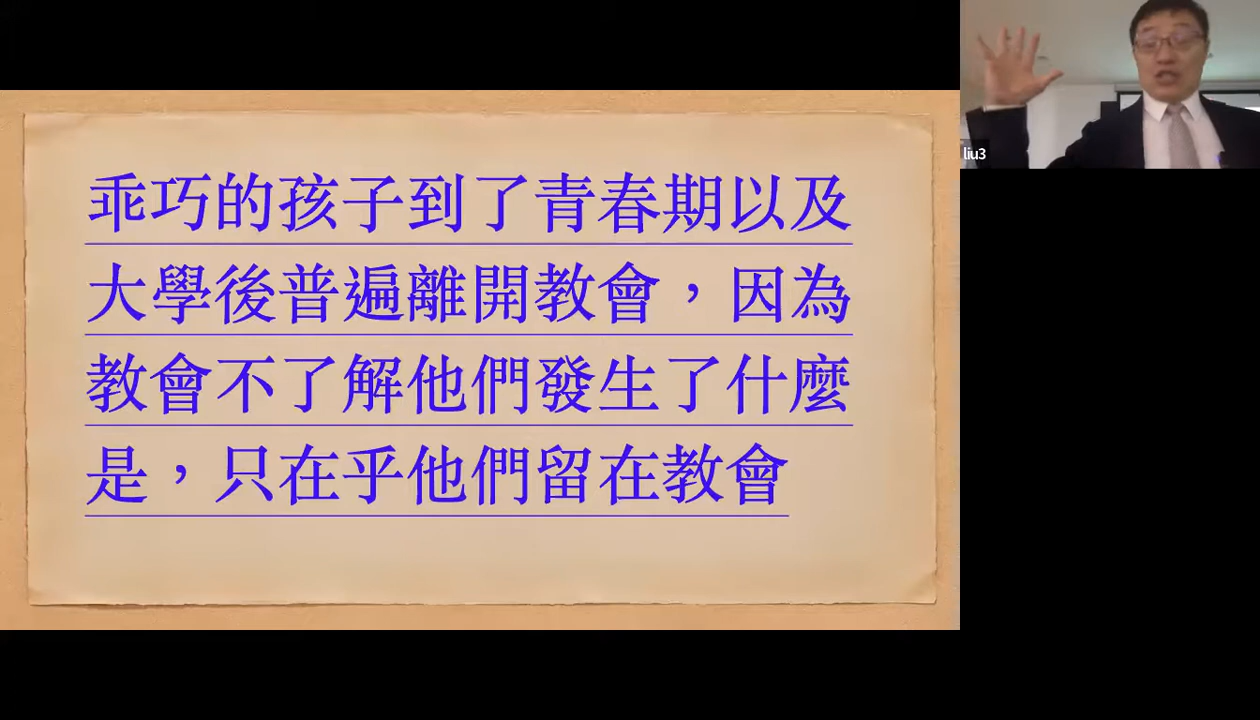 乖巧的孩子到了青春期以及
大學後普遍離開教會，因為
教會不了解他們發生了什麼
是，只在乎他們留在教會
liu3